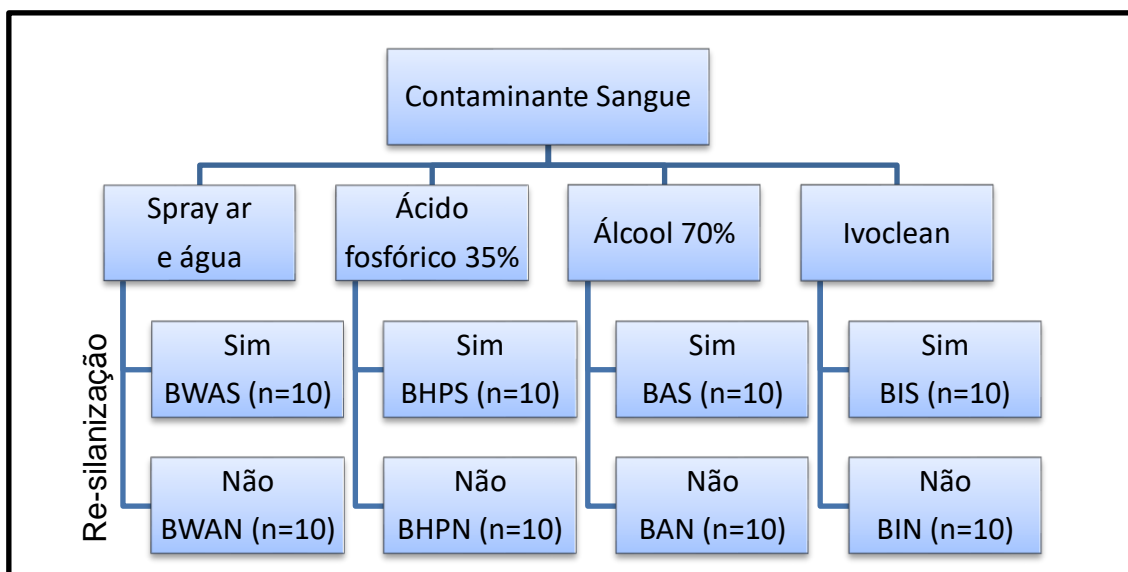 Contaminante Sangue
Spray ar
e água
Ácido
fosfórico 35%
Álcool 70%
Ivoclean
Re-silanização
Sim
BWAS (n=10)
Sim
BHPS (n=10)
Sim
BAS (n=10)
Sim
BIS (n=10)
Não
BWAN (n=10)
Não
BHPN (n=10)
Não
BAN (n=10)
Não
BIN (n=10)